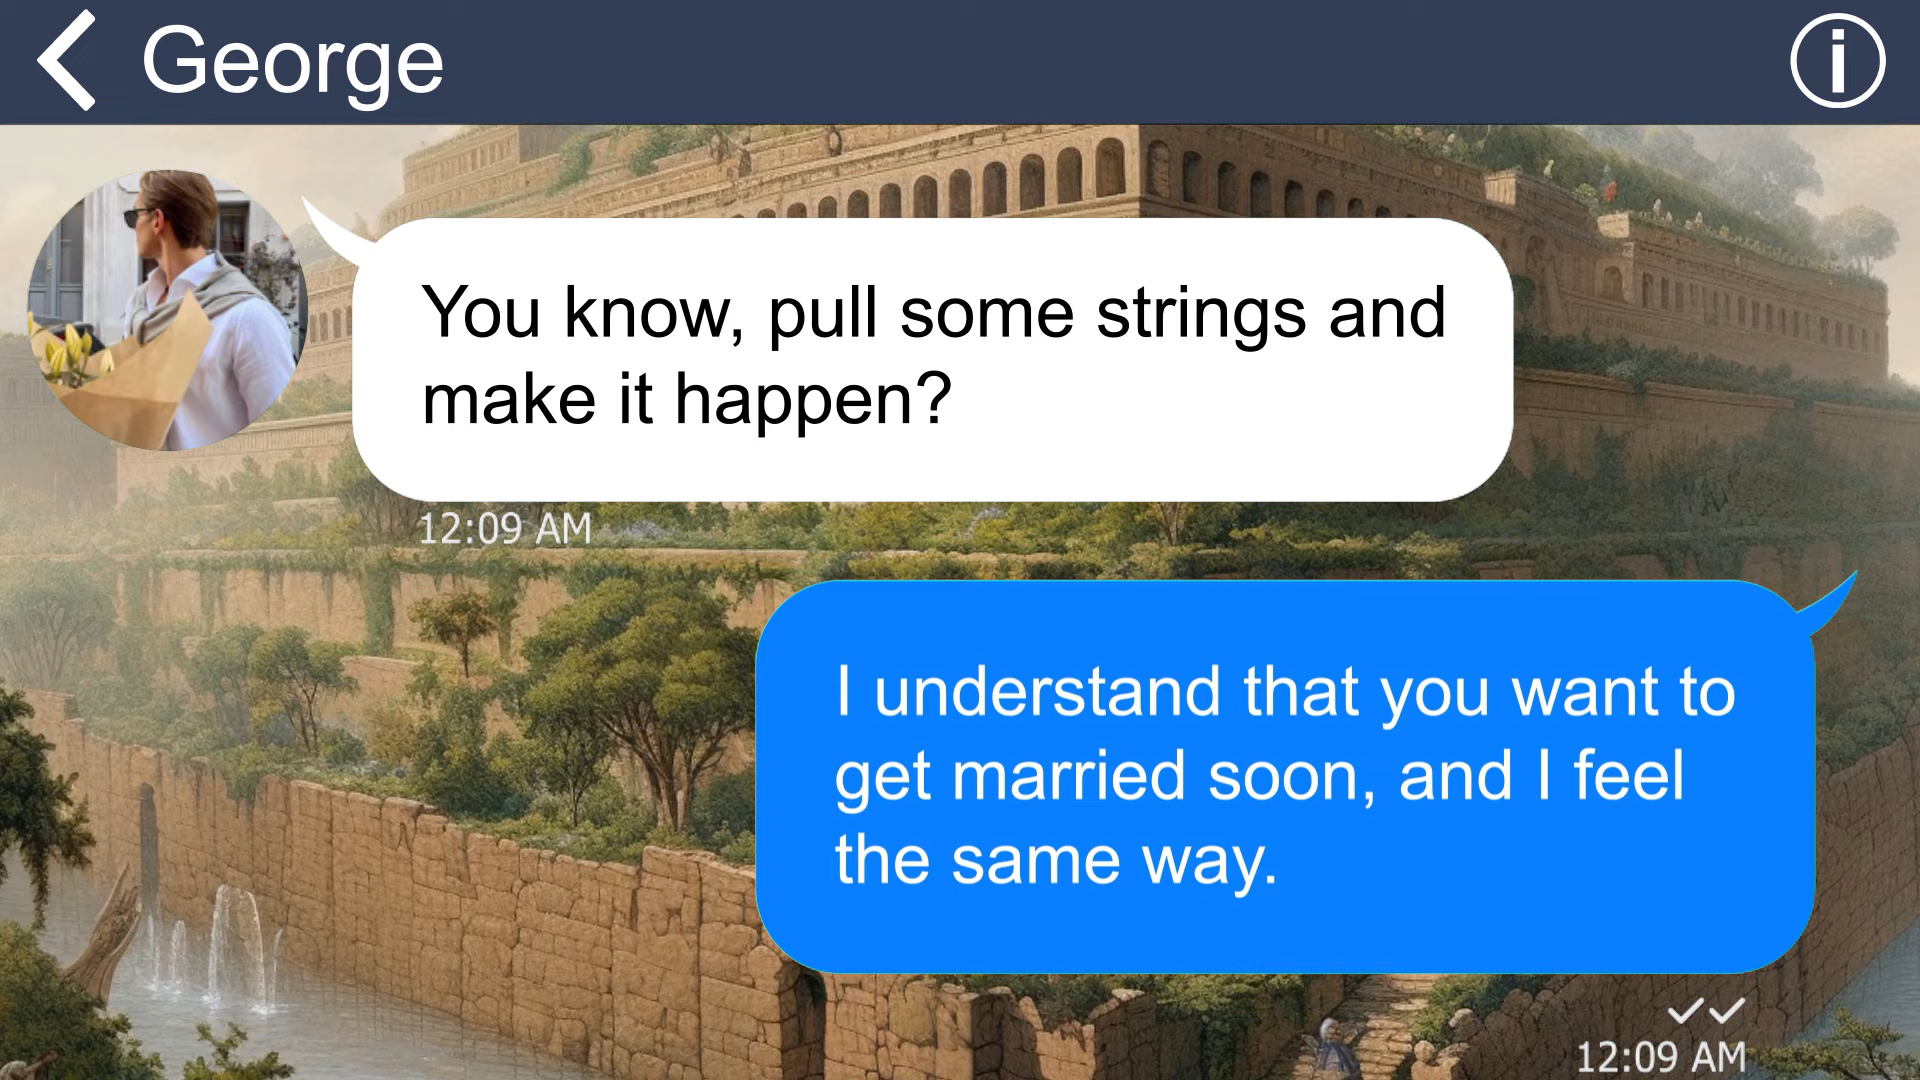 George
You know, pull some strings and
make it happen?
12:09 AM
I understand that you want to
get married soon, and I feel
the same way.
12:09 AM